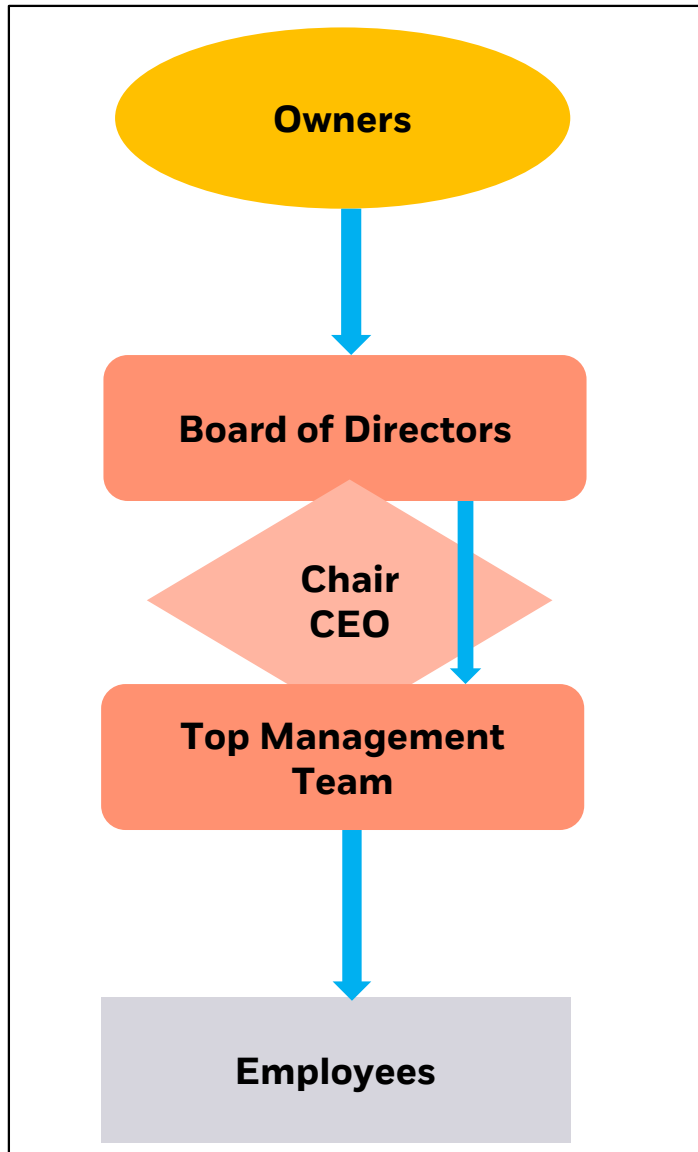 Owners
Board of Directors
Chair
CEO
Top Management
Team
Employees